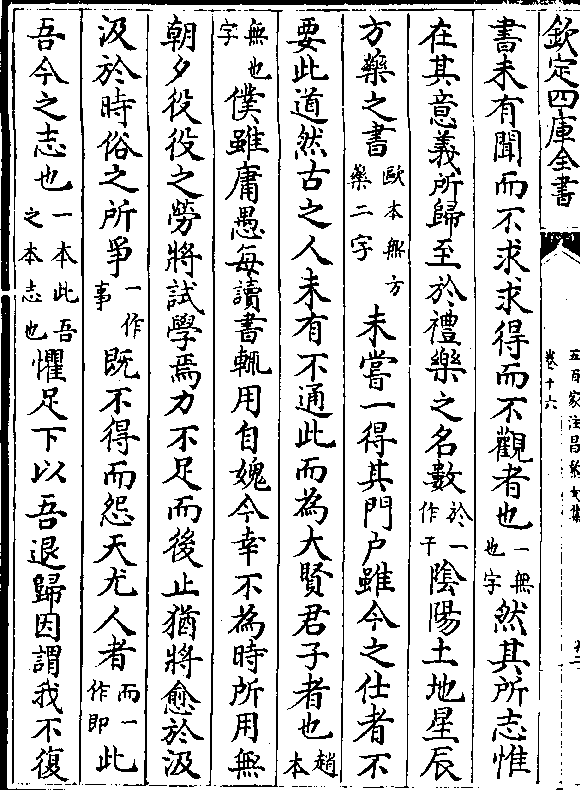 欽定四庫全書
五百家注昌黎文集
卷十六
書未有聞而不求求得而不觀者也一無也字然其所志惟
在其意義所歸至於禮樂之名數於一作干陰陽土地星辰
方藥之書歐本無方藥二字未嘗一得其門户雖今之仕者不
要此道然古之人未有不通此而為大賢君子者也趙本
無也字僕雖庸愚每讀書輒用自媿今幸不為時所用無
朝夕役役之勞將試學焉力不足而後止猶將愈於汲
汲於時俗之所爭一作事既不得而怨天尤人者而一作即此
吾今之志也一本此吾之本志也懼足下以吾退歸因謂我不復